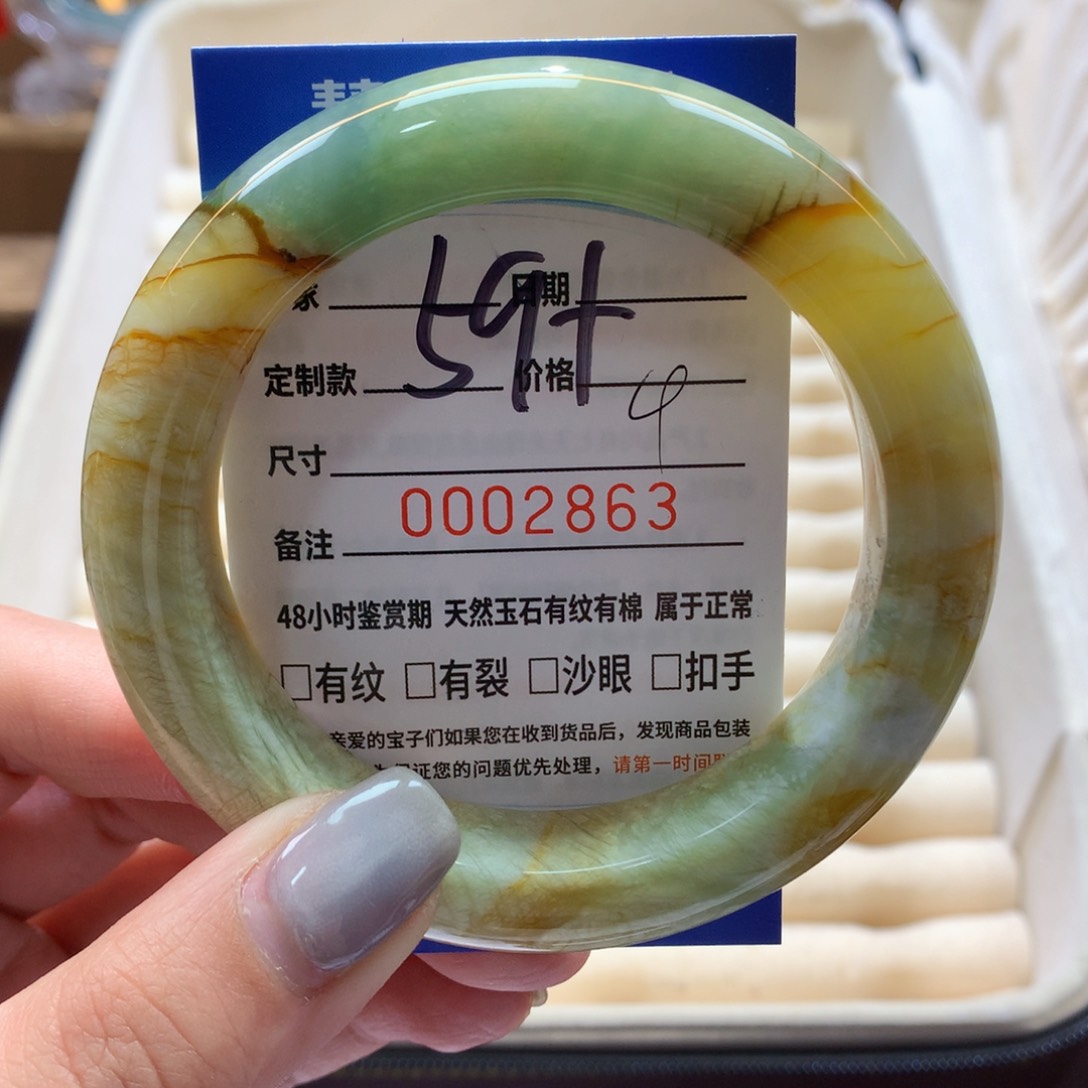 家 日期
59+
定制款 价格
尺寸
0002863
备注
48小时鉴赏期 天然玉石有纹有棉 属于正常
□有纹 □有裂 □沙眼 □扣手
亲爱的宝子们如果您在收到货品后，发现商品包装
证您的问题优先处理，请第一时间